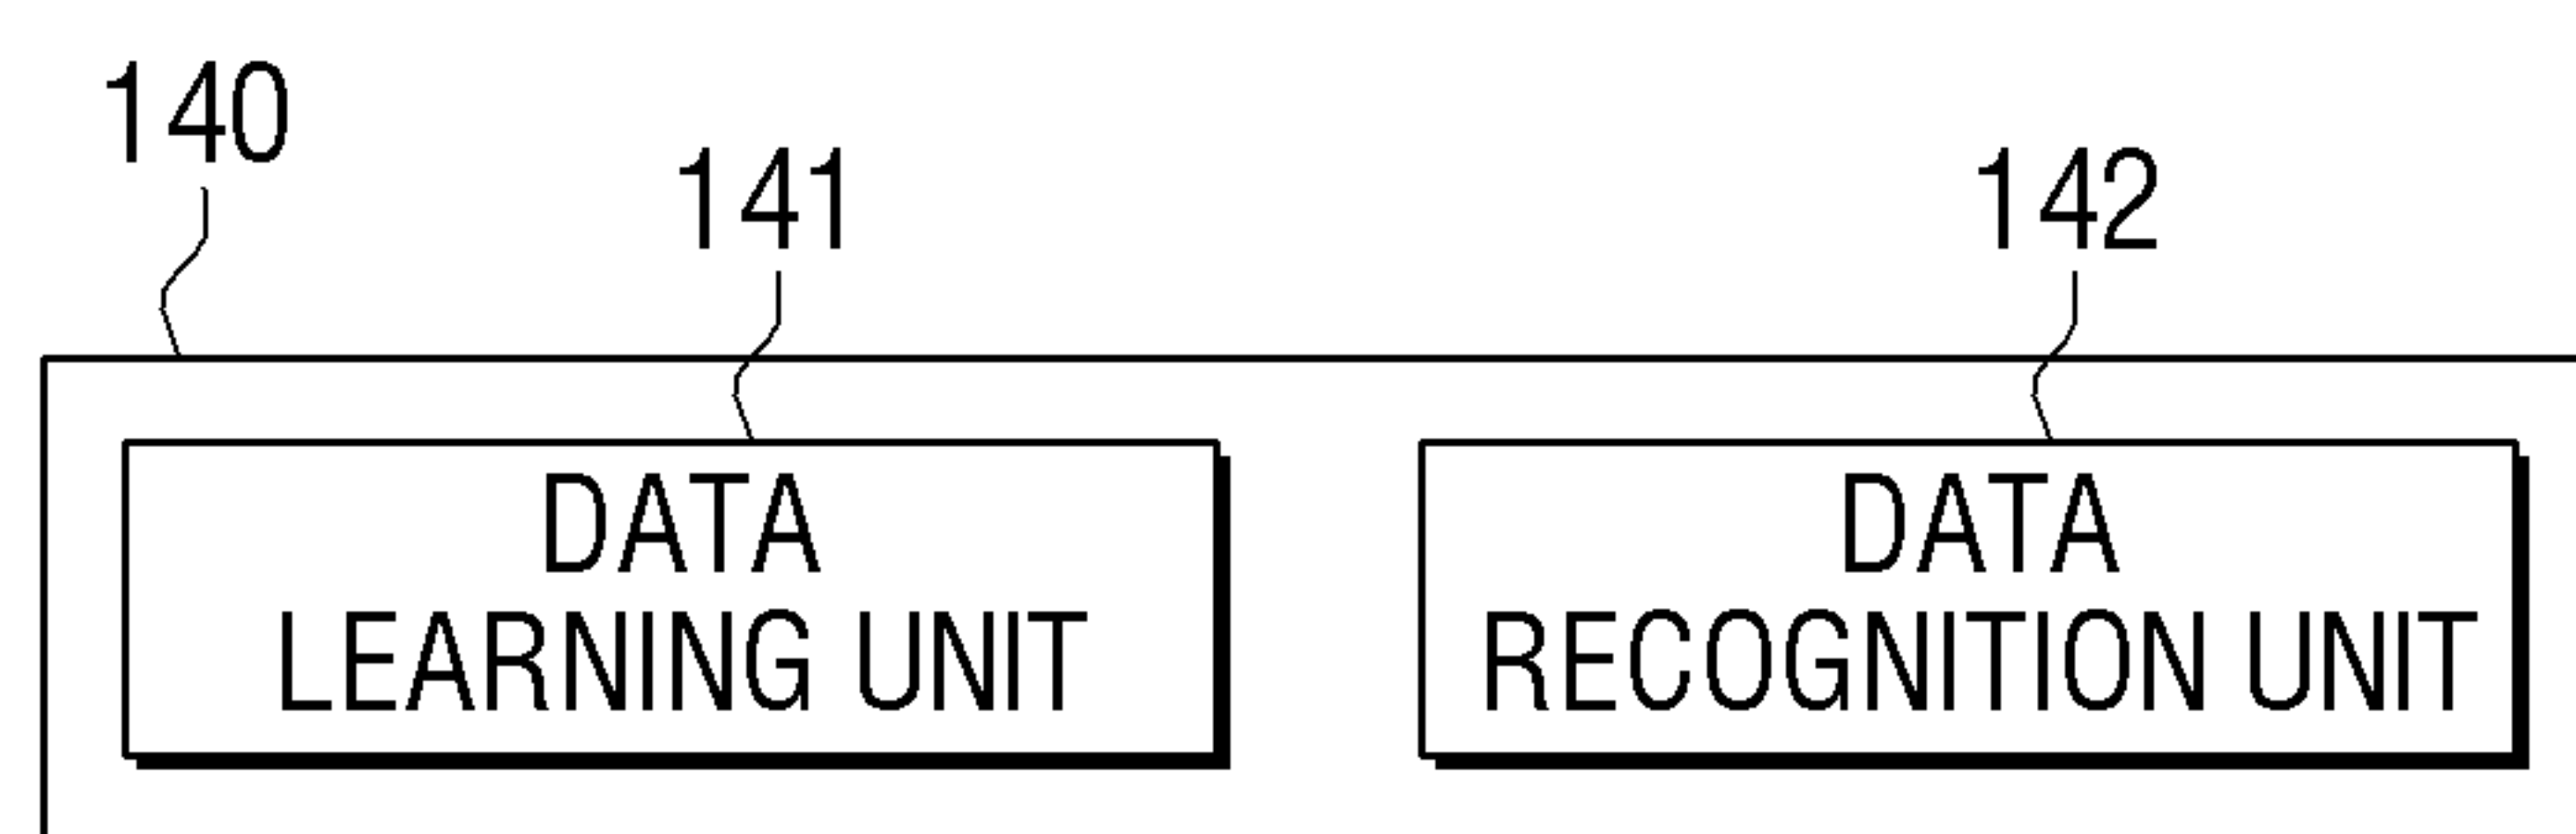 140
141
142
DATA
LEARNING UNIT
DATA
RECOGNITION UNIT